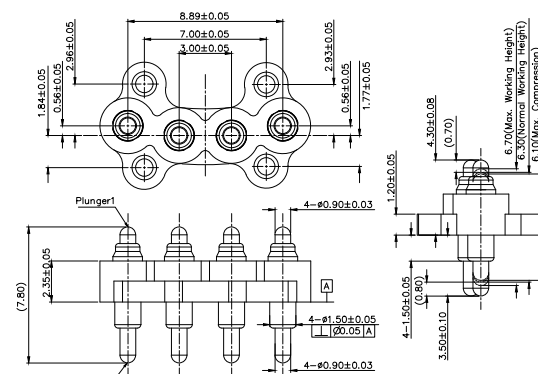 8.89±0.05
7.00±0.05
3.00±0.05
2.96±0.05
0.56±0.05
1.84±0.05
2.93±0.05
0.56±0.05
1.77±0.05
Plunger1
4-ø0.90±0.03
(7.80)
2.35±0.05
A
4-ø1.50±0.05
⊥ Ø0.05 A
4-ø0.90±0.03
4.30±0.08
(0.70)
6.70(Max. Working Height)
6.30(Normal Working Height)
6.10(Max. Compression)
1.20±0.05
4-1.50±0.05
(0.80)
3.50±0.10